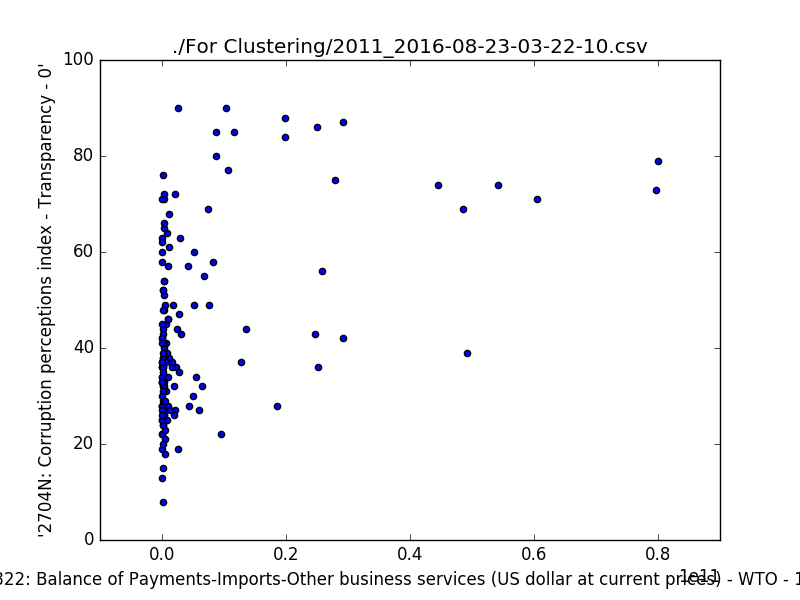 ./For Clustering/2011_2016-08-23-03-22-10.csv
100
80
60
40
20
0
'2704N: Corruption perceptions index - Transparency - 0'
0.0 0.2 0.4 0.6 0.8
1e11
322: Balance of Payments-Imports-Other business services (US dollar at current prices) - WTO - 1